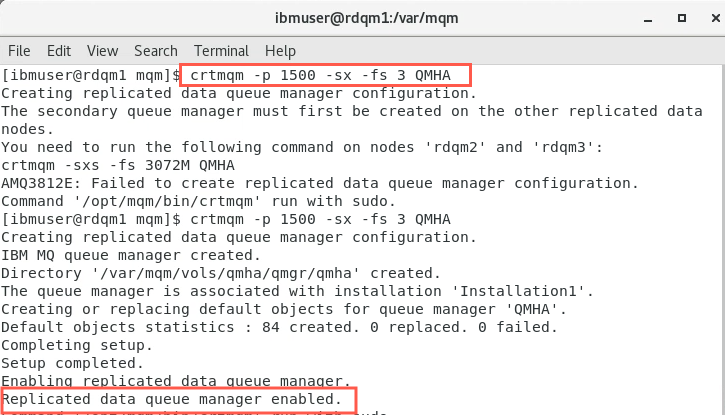 ibmuser@rdqm1:/var/mqm
File Edit View Search Terminal Help
[ibmuser@rdqm1 mqm]$ crtmqm -p 1500 -sx -fs 3 QMHA
Creating replicated data queue manager configuration.
The secondary queue manager must first be created on the other replicated data
nodes.
You need to run the following command on nodes 'rdqm2' and 'rdqm3':
crtmqm -sxs -fs 3072M QMHA
AMQ3812E: Failed to create replicated data queue manager configuration.
Command '/opt/mqm/bin/crtmqm' run with sudo.
[ibmuser@rdqm1 mqm]$ crtmqm -p 1500 -sx -fs 3 QMHA
Creating replicated data queue manager configuration.
IBM MQ queue manager created.
Directory '/var/mqm/vols/qmha/qmgr/qmha' created.
The queue manager is associated with installation 'Installation1'.
Creating or replacing default objects for queue manager 'QMHA'.
Default objects statistics : 84 created. 0 replaced. 0 failed.
Completing setup.
Setup completed.
Enabling replicated data queue manager.
Replicated data queue manager enabled.